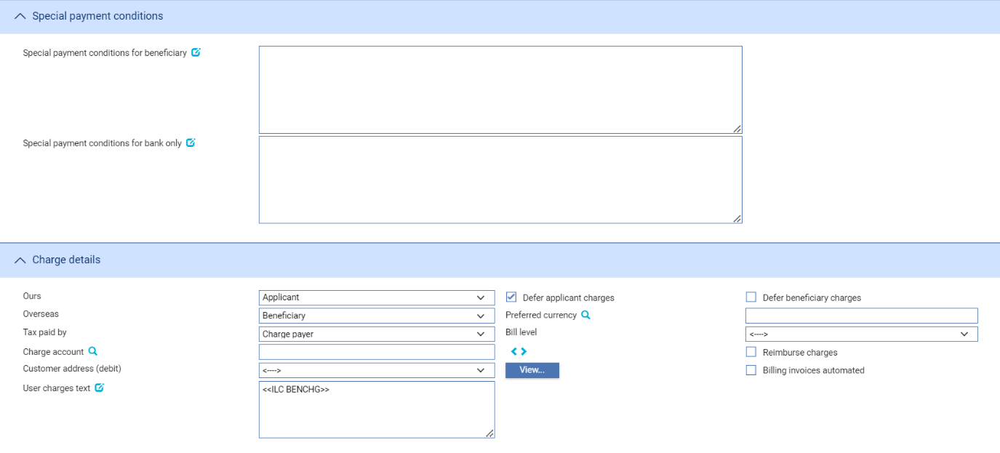 Special payment conditions
Special payment conditions for beneficiary
Special payment conditions for bank only
Charge details
Ours Applicant Defer applicant charges Defer beneficiary charges
Overseas Beneficiary Preferred currency
Tax paid by Charge payer Bill level <---->
Charge account Reimburse charges
Customer address (debit) <----> View... Billing invoices automated
User charges text <<ILC BENCHG>>